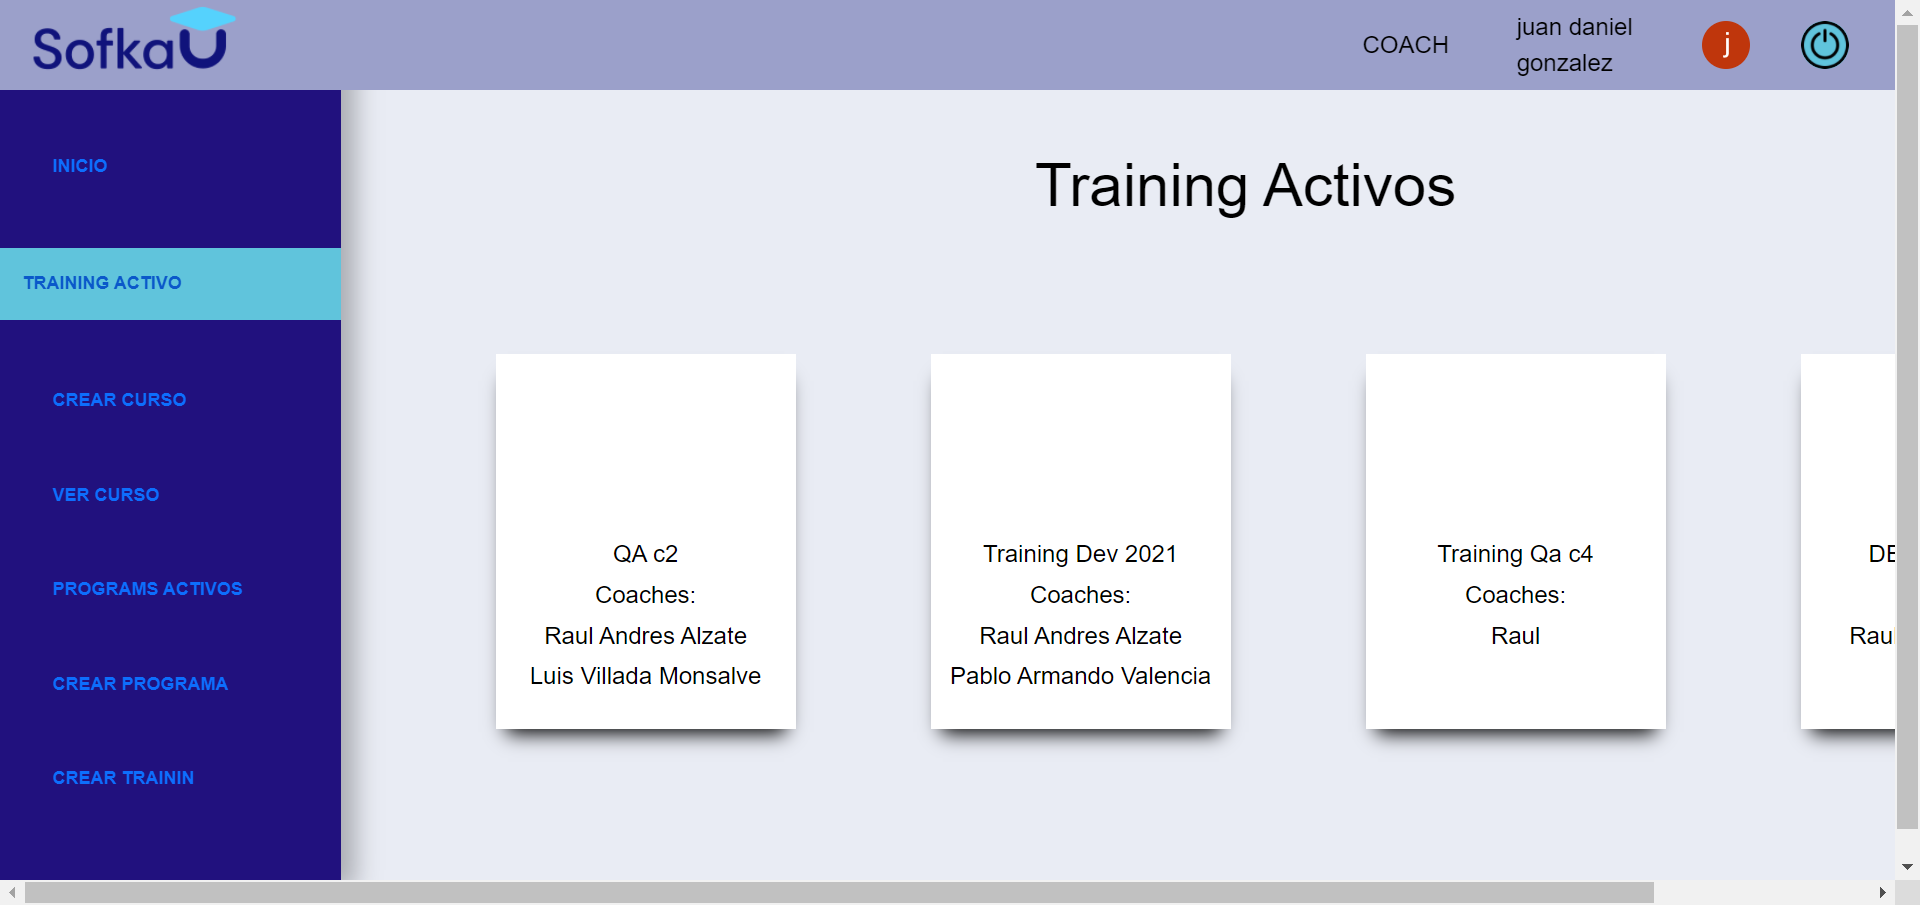 SofkaU
COACH
juan daniel
gonzalez
j
INICIO
TRAINING ACTIVO
CREAR CURSO
VER CURSO
PROGRAMS ACTIVOS
CREAR PROGRAMA
CREAR TRAININ
Training Activos
QA c2
Coaches:
Raul Andres Alzate
Luis Villada Monsalve
Training Dev 2021
Coaches:
Raul Andres Alzate
Pablo Armando Valencia
Training Qa c4
Coaches:
Raul
DE
Raul